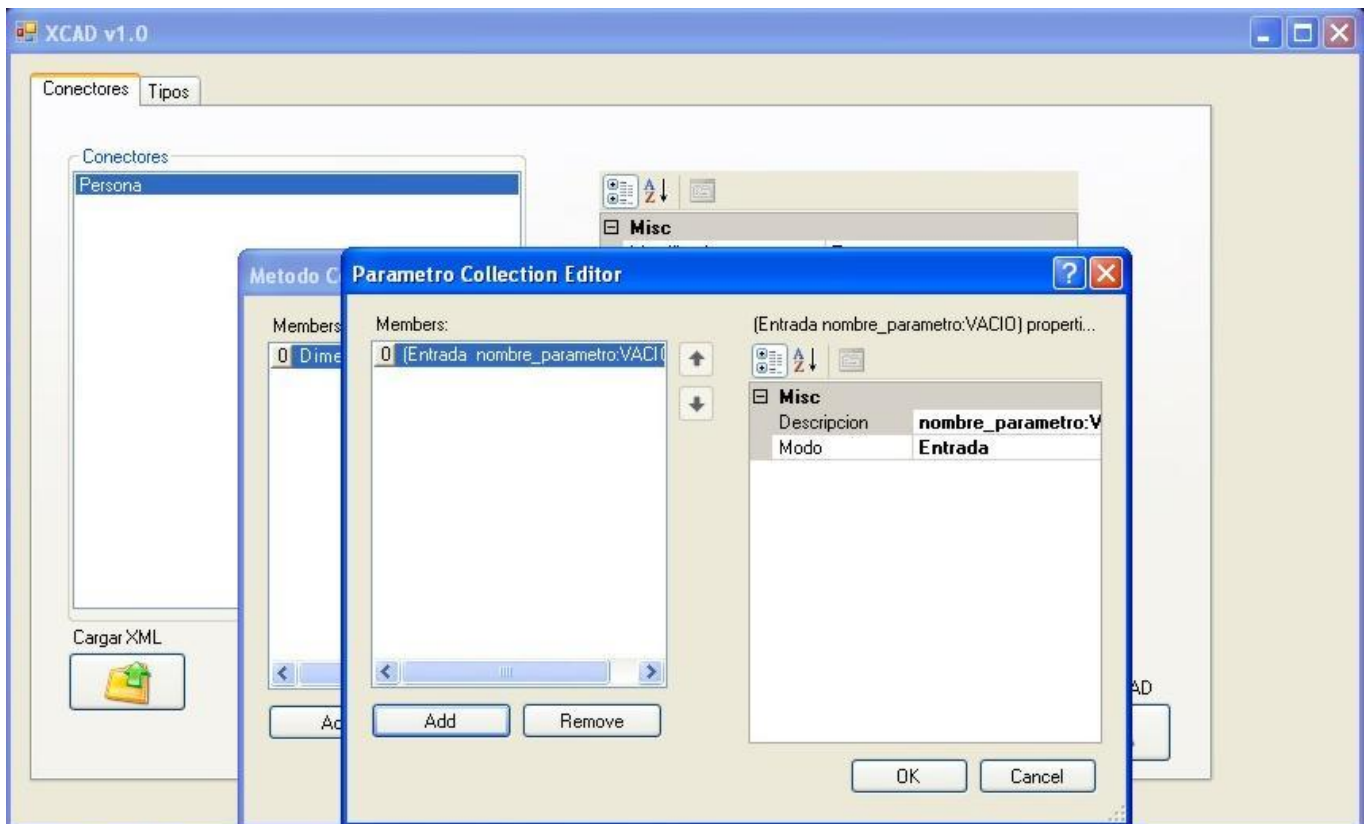 XCAD v1.0
Conectores Tipos
Conectores
Persona
Misc
Metodo C
Members
0 Dime
Parametro Collection Editor
Members:
0 (Entrada nombre_parametro:VACIO
(Entrada nombre_parametro:VACIO) properti...
Misc
Descripcion nombre_parametro:V
Modo Entrada
Add Remove
OK Cancel
Cargar XML
AD